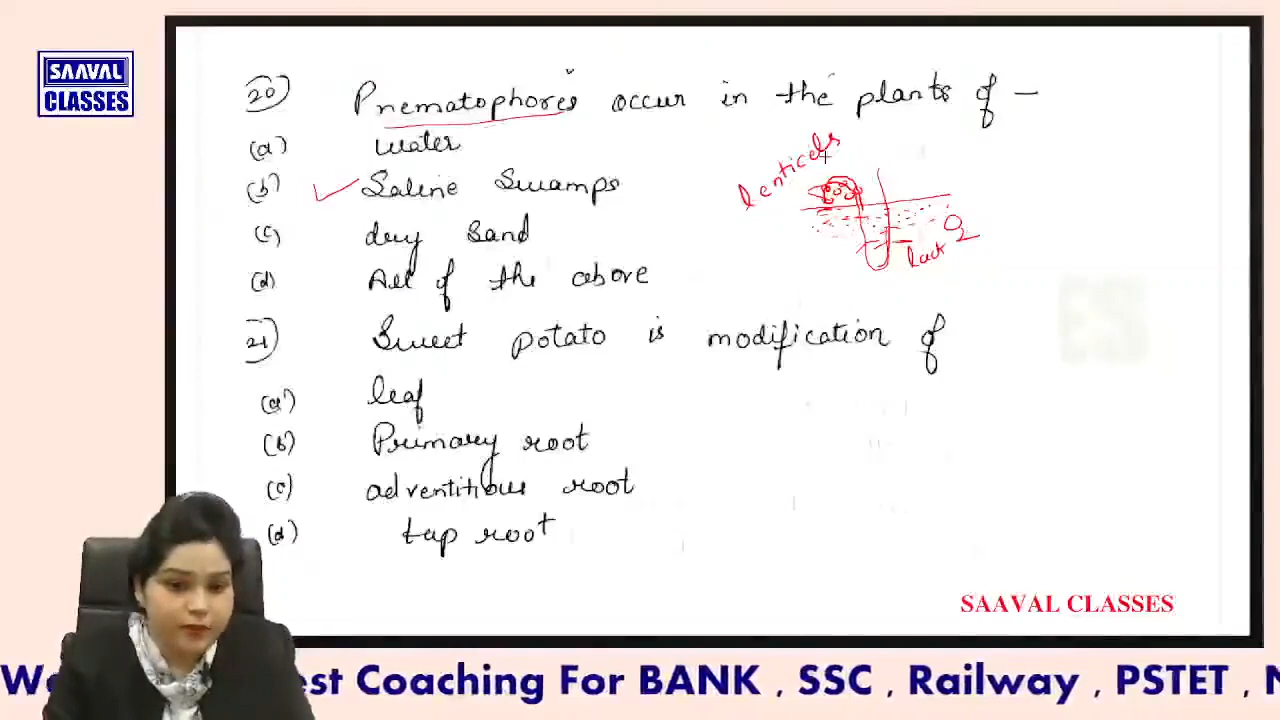 SAAVAL
CLASSES
20) Pnematophores occur in the plants of —
(a) water
(b) Saline Swamps
(c) dry sand
(d) All of the above
lenticels
lack O2
21) Sweet potato is modification of
(a) leaf
(b) Primary root
(c) adventitious root
(d) tap root
SAAVAL CLASSES
We est Coaching For BANK , SSC , Railway , PSTET , N